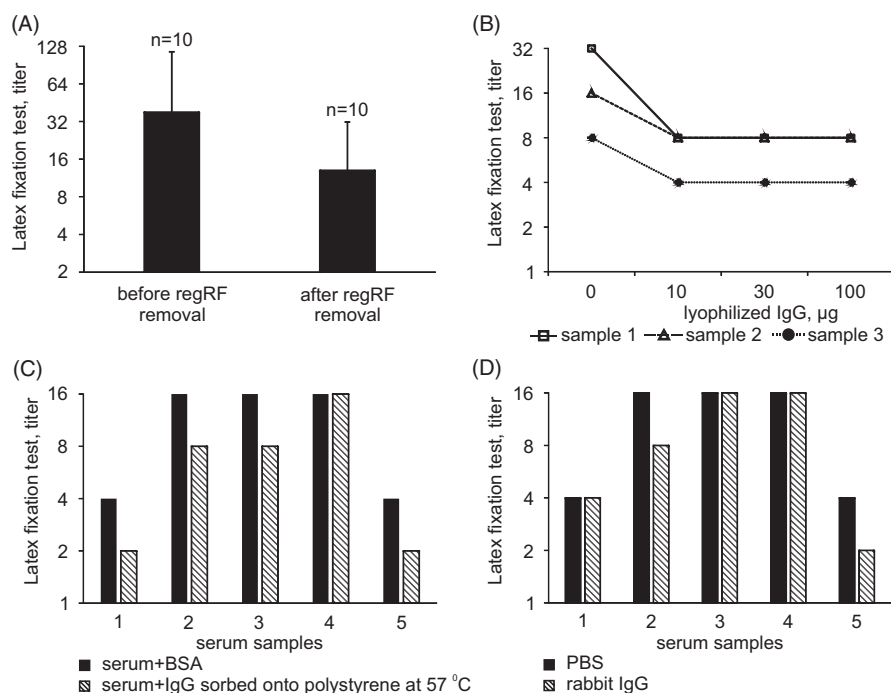 (A)
Latex fixation test, titer
128
64
32
16
8
4
2
n=10
n=10
before regRF
removal
after regRF
removal
(B)
Latex fixation test, titer
32
16
8
4
2
1
0
10
30
100
lyophilized IgG, µg
sample 1
sample 2
sample 3
(C)
Latex fixation test, titer
16
8
4
2
1
1
2
3
4
5
serum samples
serum+BSA
serum+IgG sorbed onto polystyrene at 57 ⁰C
(D)
Latex fixation test, titer
16
8
4
2
1
1
2
3
4
5
serum samples
PBS
rabbit IgG